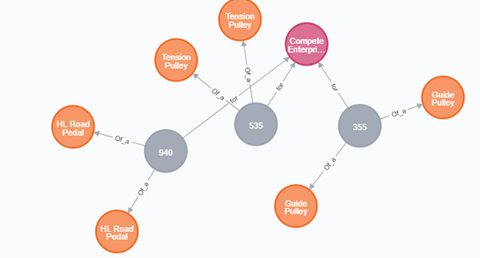 Tension
Pulley
Compete
Enterpri...
Tension
Pulley
Of_a
Of_a
for
for
for
Guide
Pulley
HL Road
Pedal
Of_a
940
535
355
Of_a
Of_a
Of_a
Guide
Pulley
HL Road
Pedal